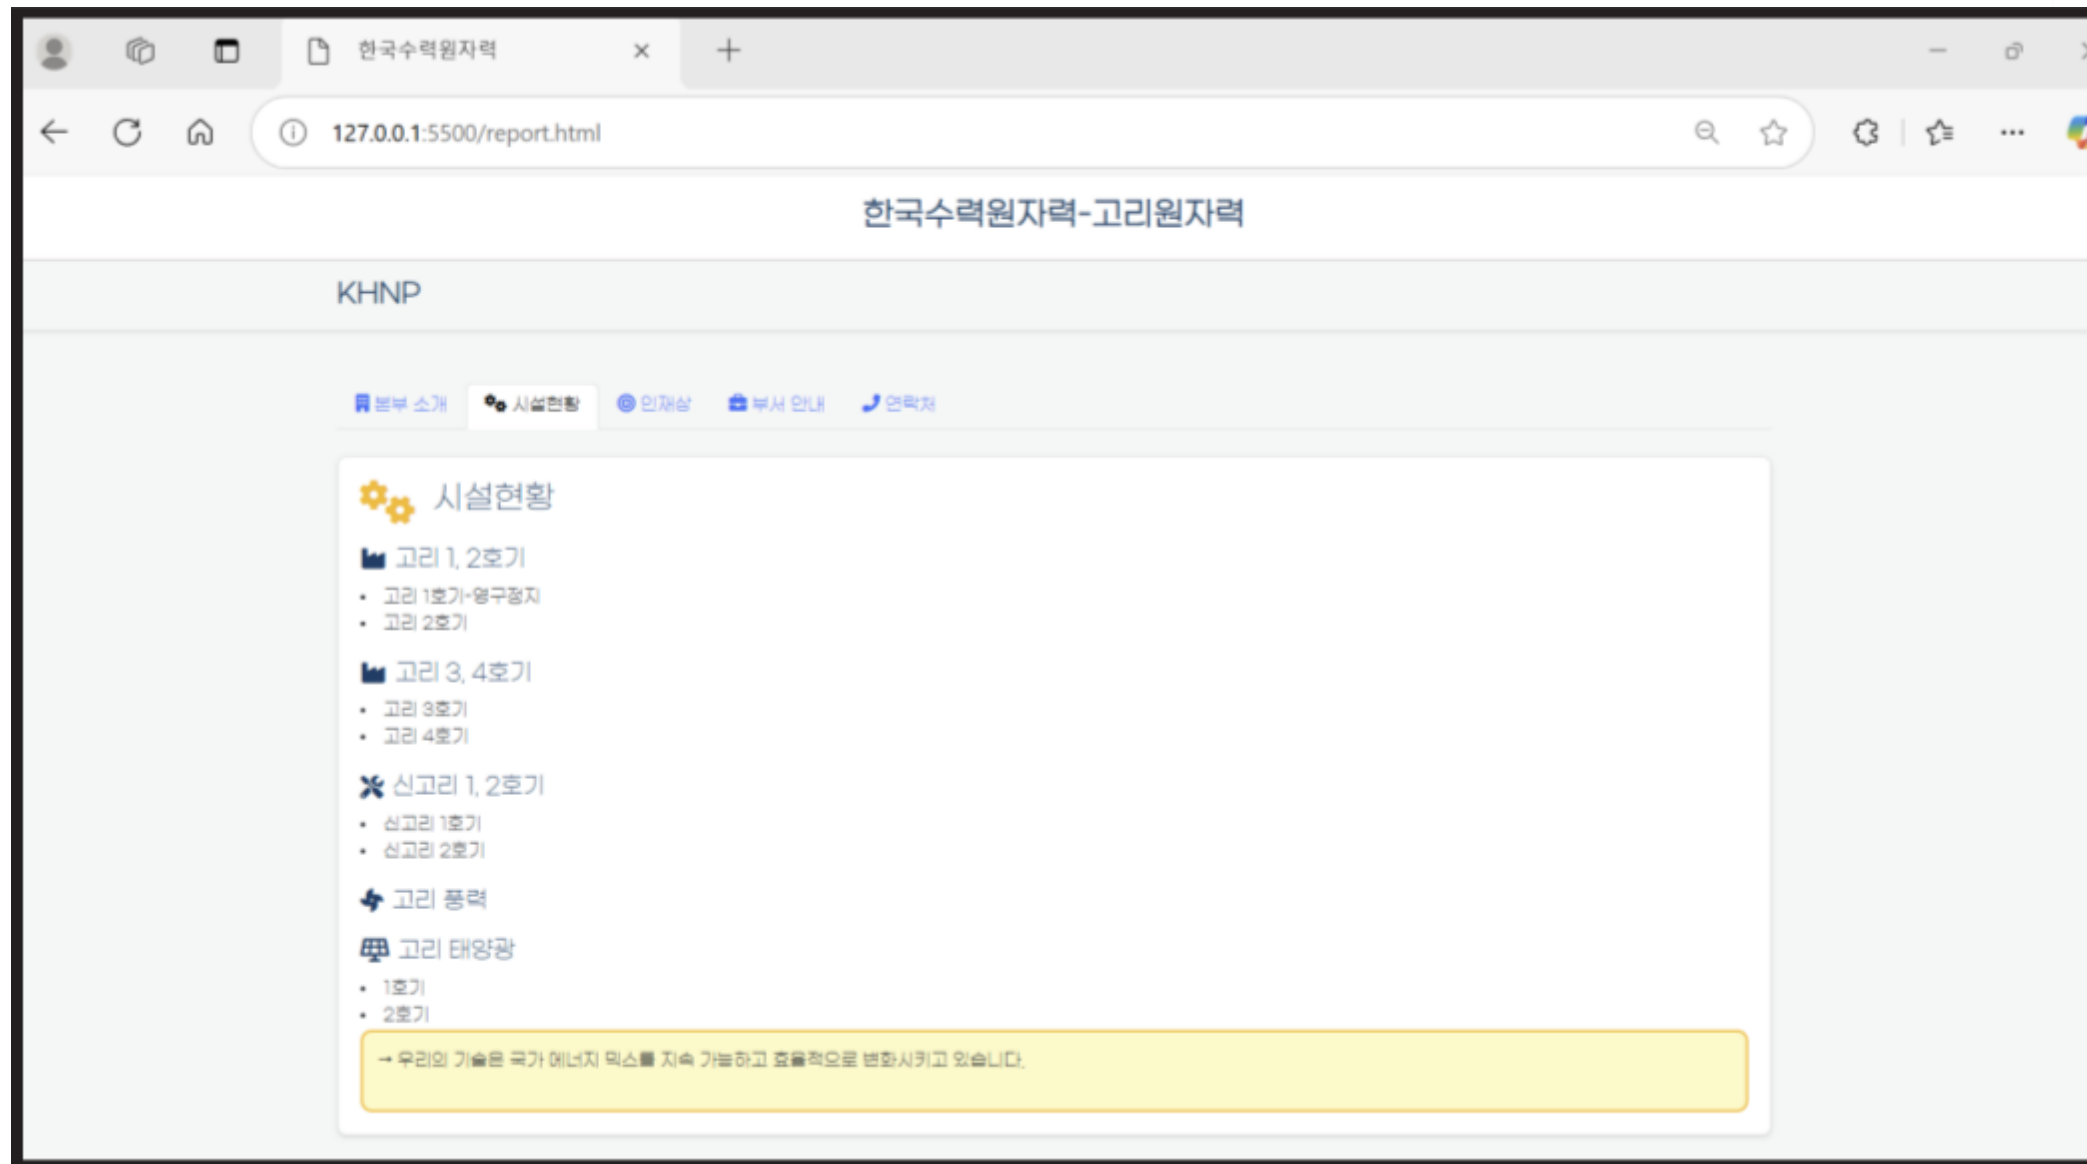 한국수력원자력
127.0.0.1:5500/report.html
한국수력원자력-고리원자력
KHNP
본부 소개 시설현황 인재상 부서 안내 연락처
시설현황
고리 1, 2호기
• 고리 1호기-영구정지
• 고리 2호기
고리 3, 4호기
• 고리 3호기
• 고리 4호기
신고리 1, 2호기
• 신고리 1호기
• 신고리 2호기
고리 풍력
고리 태양광
• 1호기
• 2호기
→ 우리의 기술은 국가 에너지 믹스를 지속 가능하고 효율적으로 변화시키고 있습니다.